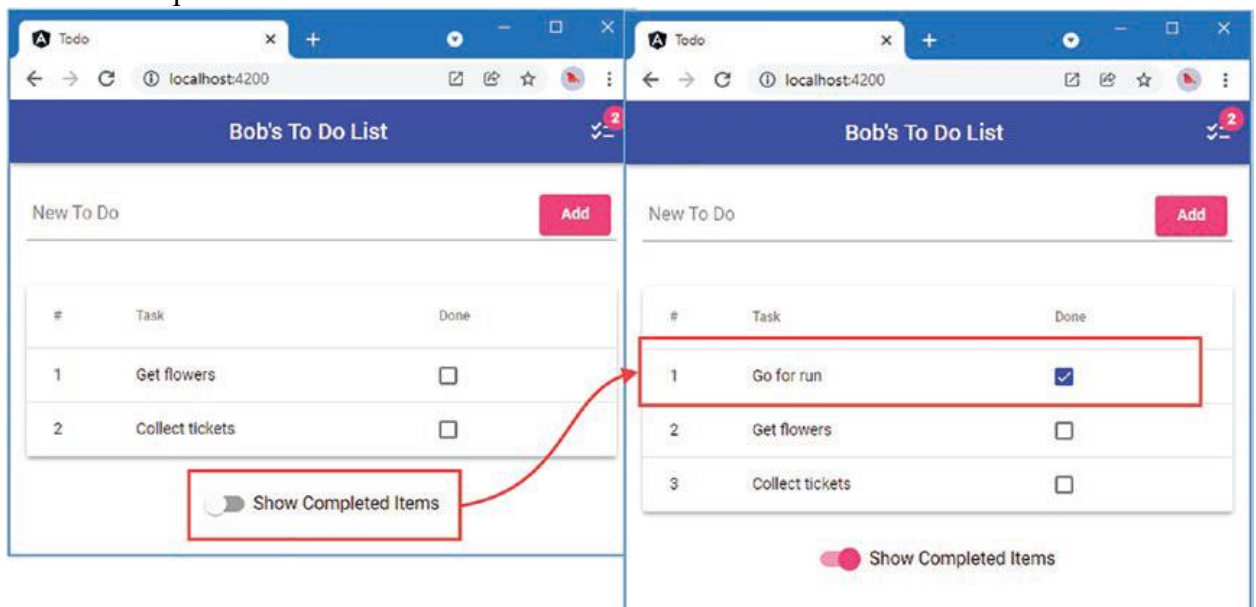 Todo
localhost:4200
Bob's To Do List
2
New To Do
Add
# Task Done
1 Get flowers
2 Collect tickets
Show Completed Items
Todo
localhost:4200
Bob's To Do List
2
New To Do
Add
# Task Done
1 Go for run
2 Get flowers
3 Collect tickets
Show Completed Items